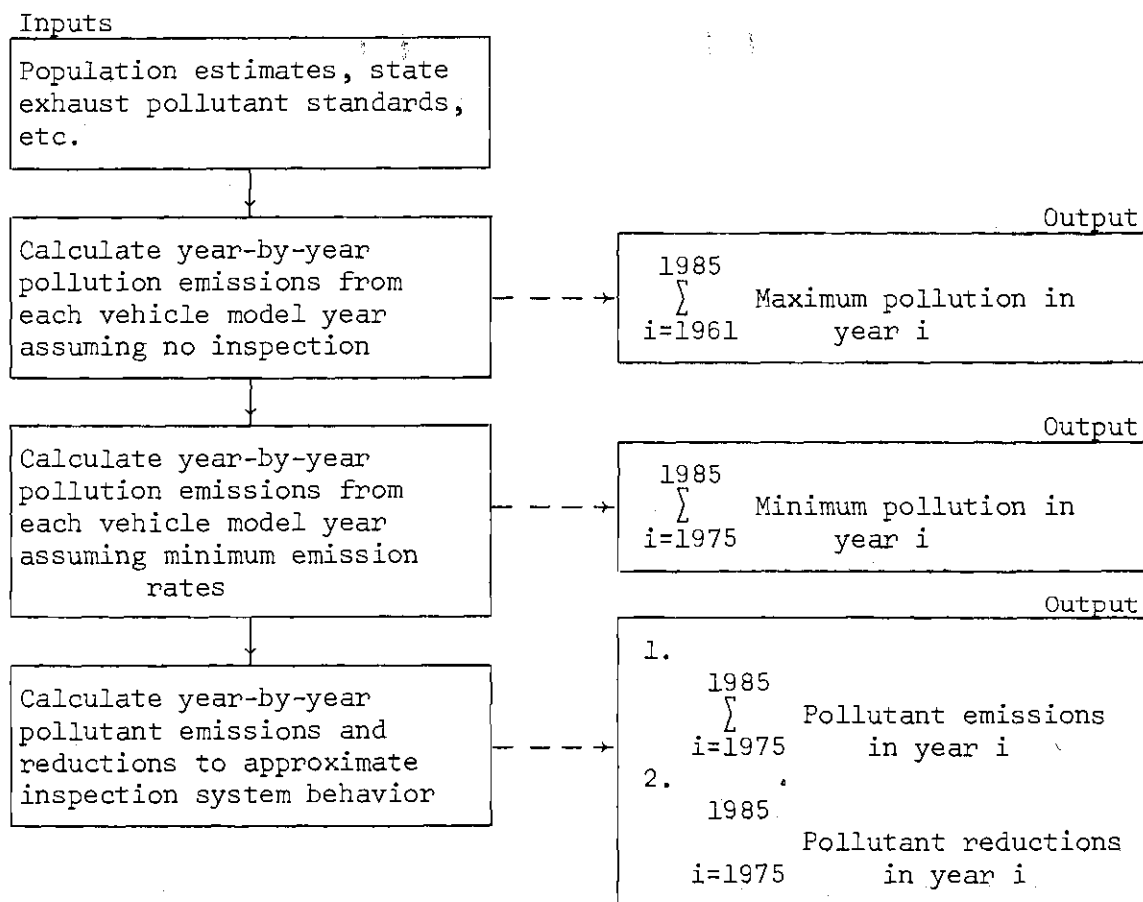 Inputs
Population estimates, state
exhaust pollutant standards,
etc.
Calculate year-by-year
pollution emissions from
each vehicle model year
assuming no inspection
Output
1985
∑ Maximum pollution in
i=1961 year i
Calculate year-by-year
pollution emissions from
each vehicle model year
assuming minimum emission
rates
Output
1985
∑ Minimum pollution in
i=1975 year i
Calculate year-by-year
pollutant emissions and
reductions to approximate
inspection system behavior
Output
1.
1985
∑ Pollutant emissions
i=1975 in year i
2.
1985
Pollutant reductions
i=1975 in year i